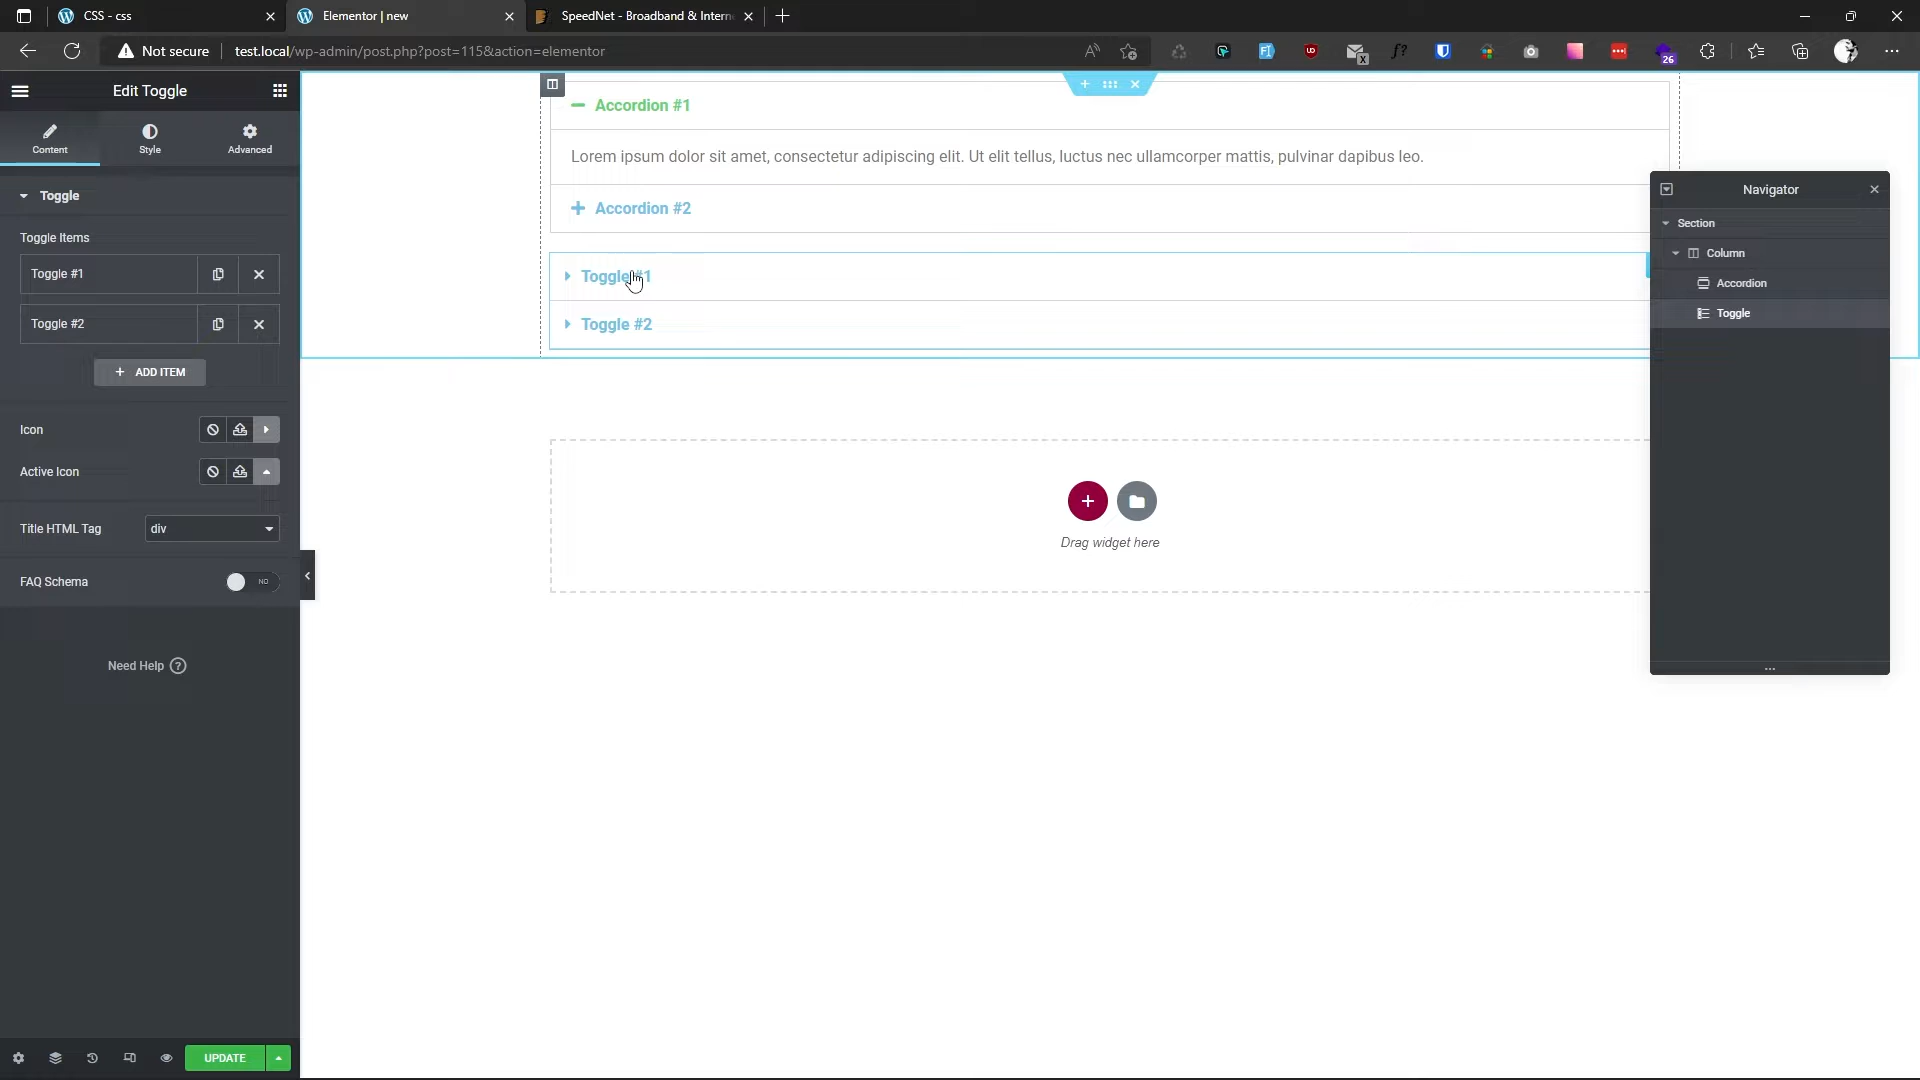 CSS - css
Elementor | new
SpeedNet - Broadband & Intern
Not secure
test.local/wp-admin/post.php?post=115&action=elementor
26
Edit Toggle
Content
Style
Advanced
Toggle
Toggle Items
Toggle #1
Toggle #2
+ ADD ITEM
Icon
Active Icon
Title HTML Tag
div
FAQ Schema
NO
Need Help ?
UPDATE
Accordion #1
Lorem ipsum dolor sit amet, consectetur adipiscing elit. Ut elit tellus, luctus nec ullamcorper mattis, pulvinar dapibus leo.
Accordion #2
Toggle #1
Toggle #2
Drag widget here
Navigator
Section
Column
Accordion
Toggle